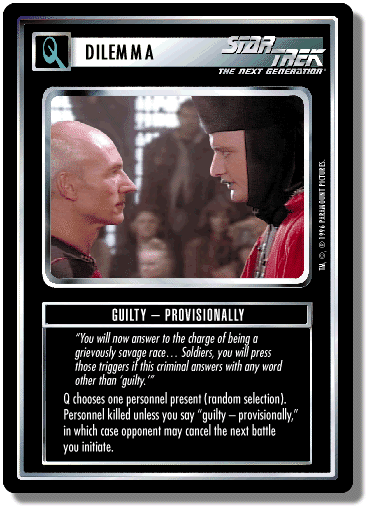 Q
DILEMMA
STAR TREK
THE NEXT GENERATION®
TM, ®, © 1996 PARAMOUNT PICTURES.
GUILTY – PROVISIONALLY
“You will now answer to the charge of being a
grievously savage race… Soldiers, you will press
those triggers if this criminal answers with any word
other than ‘guilty.’”
Q chooses one personnel present (random selection).
Personnel killed unless you say “guilty – provisionally,”
in which case opponent may cancel the next battle
you initiate.